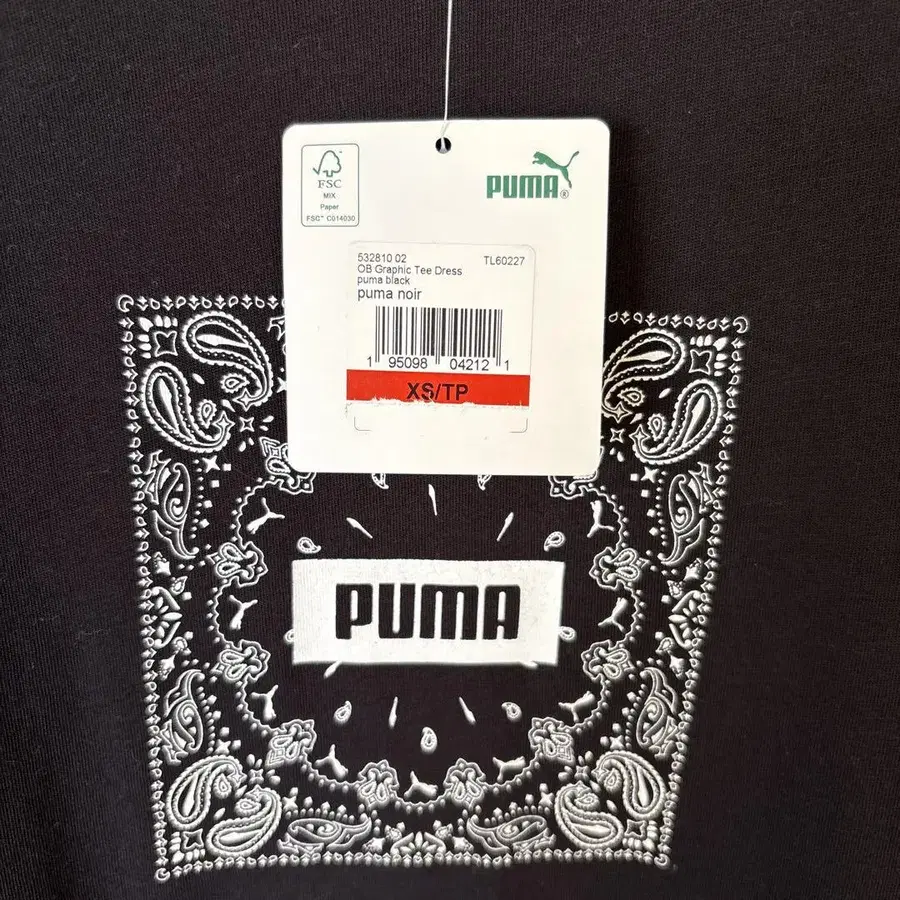 FSC
MIX
Paper
FSC™ C014030
PUMA®
532810 02 TL60227
OB Graphic Tee Dress
puma black
puma noir
1 95098 04212 1
XS/TP
PUMA